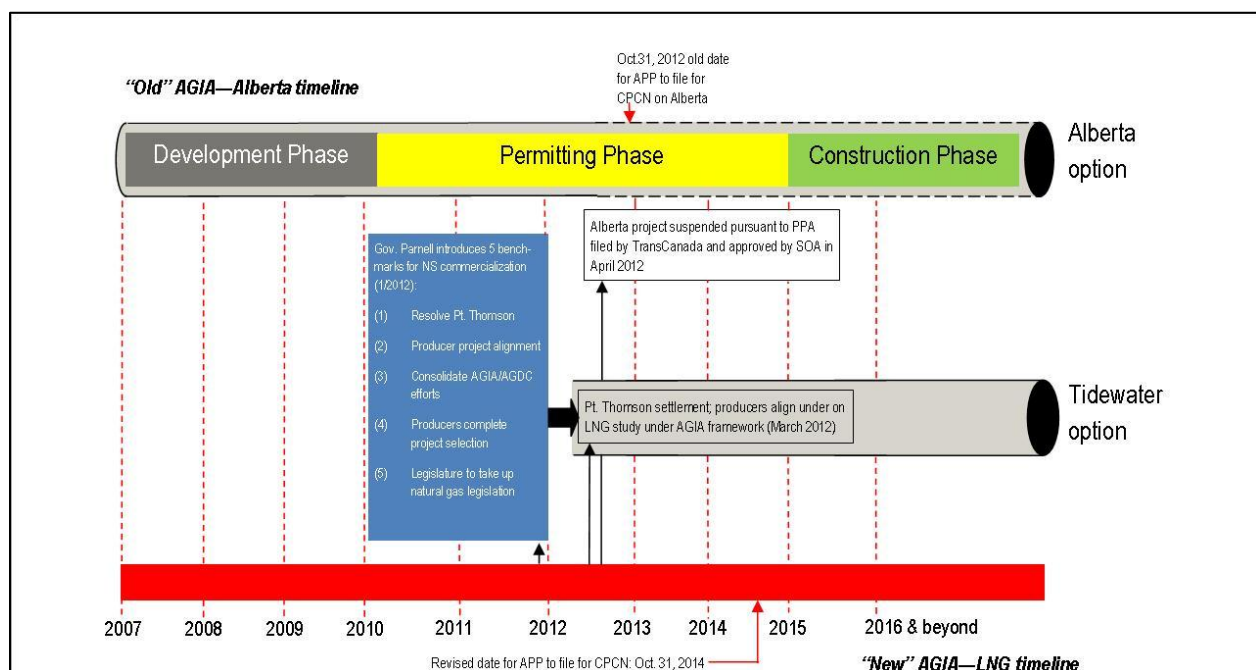 Oct.31, 2012 old date
for APP to file for
CPCN on Alberta
“Old” AGIA—Alberta timeline
Development Phase
Permitting Phase
Construction Phase
Alberta
option
Alberta project suspended pursuant to PPA
filed by TransCanada and approved by SOA in
April 2012
Gov. Parnell introduces 5 bench-
marks for NS commercialization
(1/2012):
(1) Resolve Pt. Thomson
(2) Producer project alignment
(3) Consolidate AGIA/AGDC
efforts
(4) Producers complete
project selection
(5) Legislature to take up
natural gas legislation
Pt. Thomson settlement; producers align under on
LNG study under AGIA framework (March 2012)
Tidewater
option
2007 2008 2009 2010 2011 2012 2013 2014 2015 2016 & beyond
Revised date for APP to file for CPCN: Oct. 31, 2014
“New” AGIA—LNG timeline